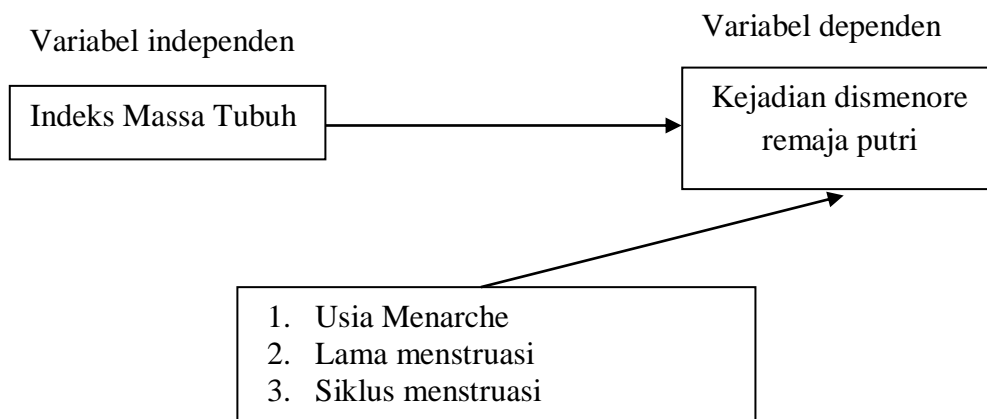 Variabel independen
Variabel dependen
Indeks Massa Tubuh
Kejadian dismenore
remaja putri
1. Usia Menarche
2. Lama menstruasi
3. Siklus menstruasi